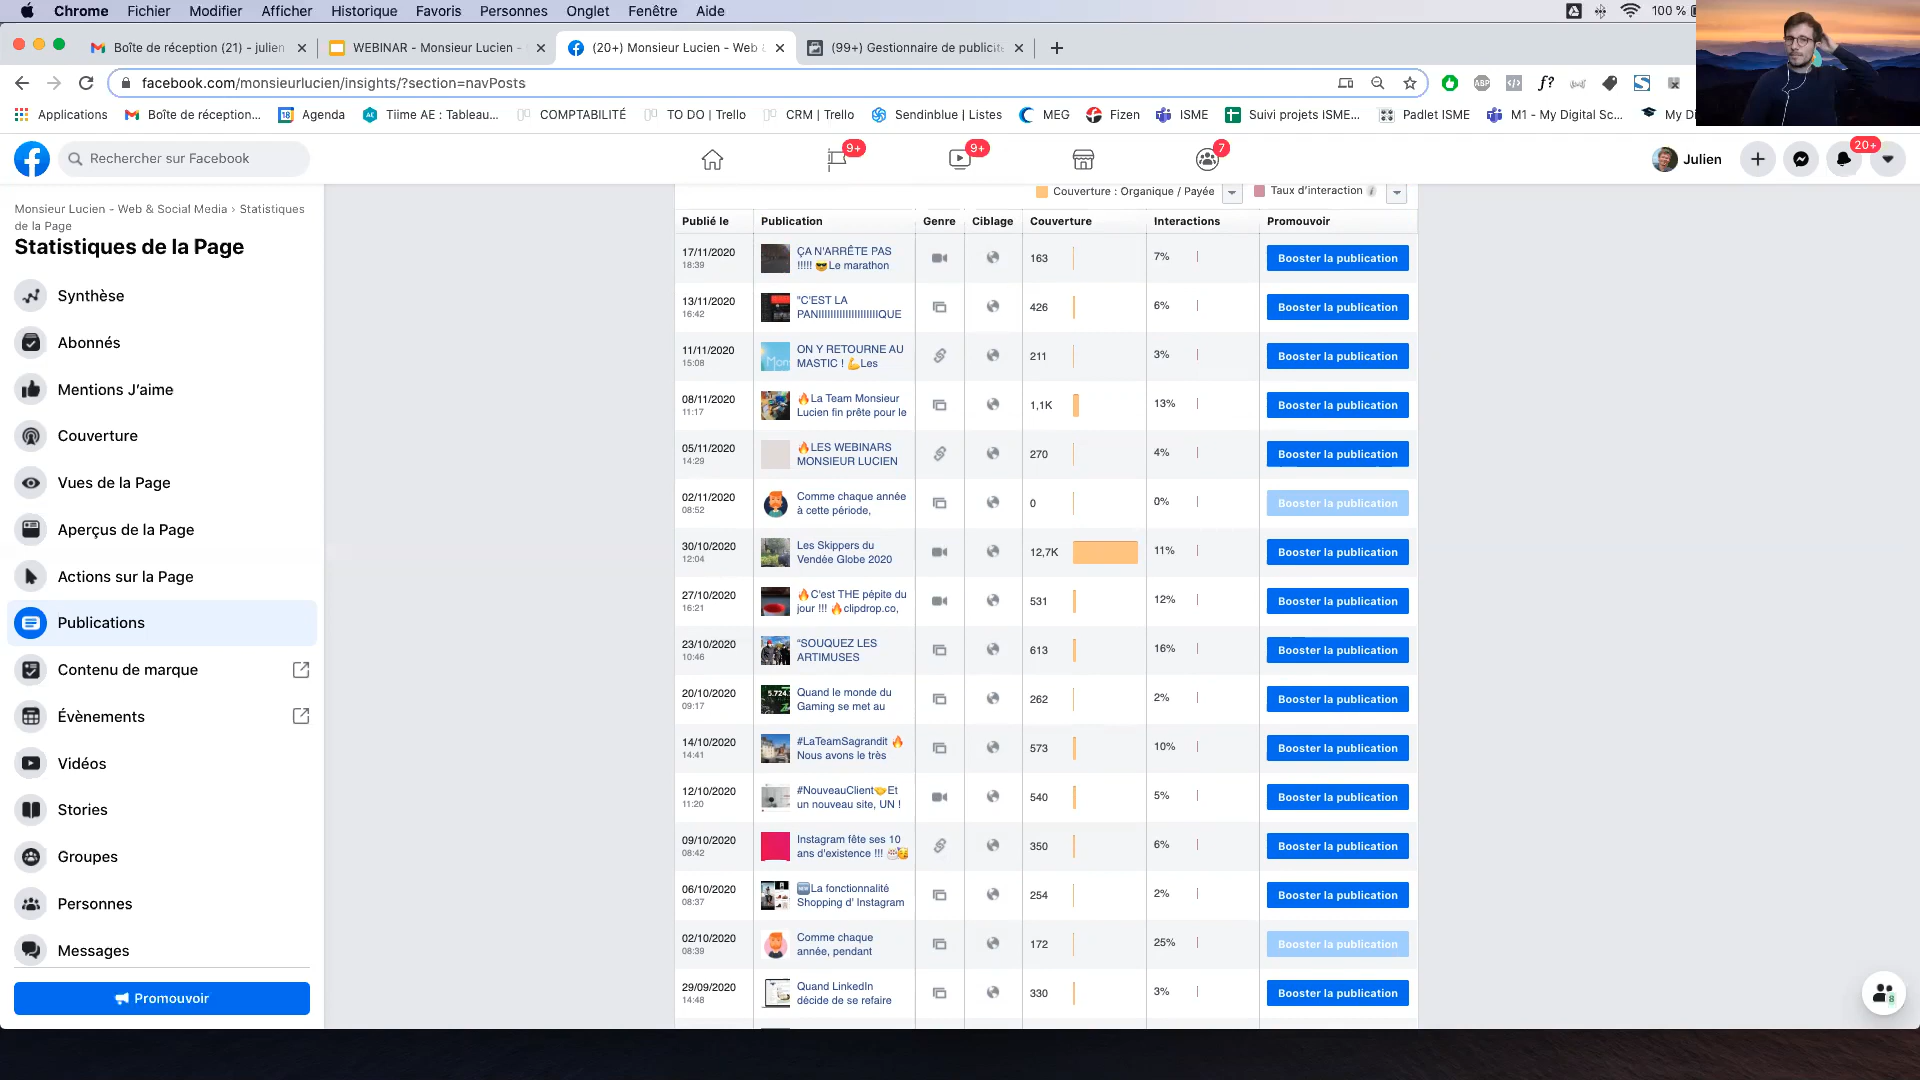 Chrome Fichier Modifier Afficher Historique Favoris Personnes Onglet Fenêtre Aide 100 %
Boîte de réception (21) - julien
WEBINAR - Monsieur Lucien -
(20+) Monsieur Lucien - Web &
(99+) Gestionnaire de publicité
facebook.com/monsieurlucien/insights/?section=navPosts
ABP
f?
Applications
Boîte de réception...
18 Agenda
Tiime AE : Tableau...
COMPTABILITÉ
TO DO | Trello
CRM | Trello
Sendinblue | Listes
MEG
Fizen
ISME
Suivi projets ISME...
Padlet ISME
M1 - My Digital Sc...
My Di
Rechercher sur Facebook
9+
9+
7
Julien
20+
Monsieur Lucien - Web & Social Media › Statistiques
de la Page
Statistiques de la Page
Synthèse
Abonnés
Mentions J’aime
Couverture
Vues de la Page
Aperçus de la Page
Actions sur la Page
Publications
Contenu de marque
Évènements
Vidéos
Stories
Groupes
Personnes
Messages
Promouvoir
Couverture : Organique / Payée
Taux d’interaction
Publié le Publication Genre Ciblage Couverture Interactions Promouvoir
17/11/2020
18:39
ÇA N'ARRÊTE PAS
!!!!! 😎Le marathon
163
7%
Booster la publication
13/11/2020
16:42
"C'EST LA
PANIIIIIIIIIIIIIIIIIIIIQUE
426
6%
Booster la publication
11/11/2020
15:08
ON Y RETOURNE AU
MASTIC ! 💪Les
211
3%
Booster la publication
08/11/2020
11:17
🔥La Team Monsieur
Lucien fin prête pour le
1,1K
13%
Booster la publication
05/11/2020
14:29
🔥LES WEBINARS
MONSIEUR LUCIEN
270
4%
Booster la publication
02/11/2020
08:52
Comme chaque année
à cette période,
0
0%
Booster la publication
30/10/2020
12:04
Les Skippers du
Vendée Globe 2020
12,7K
11%
Booster la publication
27/10/2020
16:21
🔥C'est THE pépite du
jour !!! 🔥clipdrop.co,
531
12%
Booster la publication
23/10/2020
10:46
"SOUQUEZ LES
ARTIMUSES
613
16%
Booster la publication
20/10/2020
09:17
5.724.
Quand le monde du
Gaming se met au
262
2%
Booster la publication
14/10/2020
14:41
#LaTeamSagrandit 🔥
Nous avons le très
573
10%
Booster la publication
12/10/2020
11:20
#NouveauClient🤝Et
un nouveau site, UN !
540
5%
Booster la publication
09/10/2020
08:42
Instagram fête ses 10
ans d'existence !!! 🎂🥳
350
6%
Booster la publication
06/10/2020
08:37
🆕La fonctionnalité
Shopping d' Instagram
254
2%
Booster la publication
02/10/2020
08:39
Comme chaque
année, pendant
172
25%
Booster la publication
29/09/2020
14:48
Quand LinkedIn
décide de se refaire
330
3%
Booster la publication
8